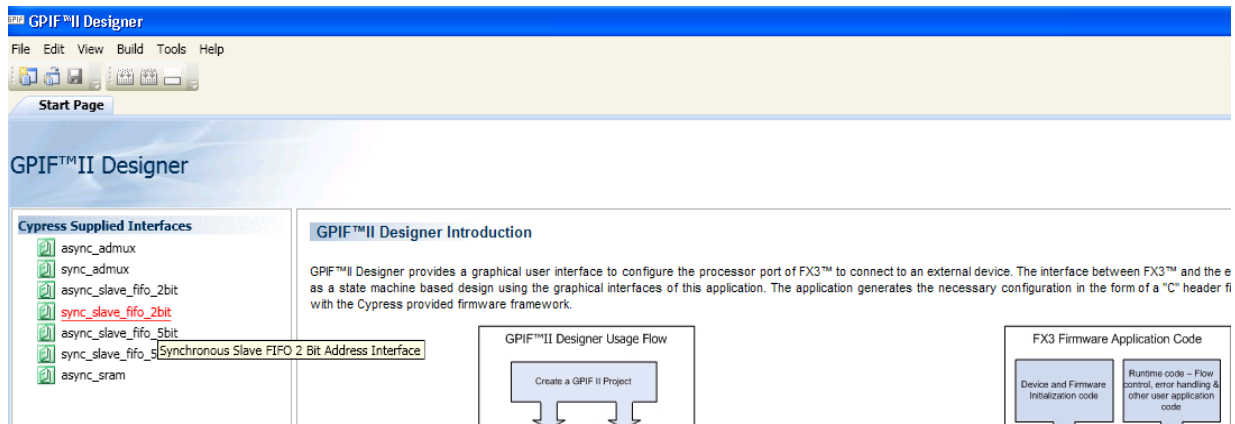 GPIF™II Designer
File Edit View Build Tools Help
Start Page
GPIF™II Designer
Cypress Supplied Interfaces
async_admux
sync_admux
async_slave_fifo_2bit
sync_slave_fifo_2bit
async_slave_fifo_5bit
sync_slave_fifo_5
Synchronous Slave FIFO 2 Bit Address Interface
async_sram
GPIF™II Designer Introduction
GPIF™II Designer provides a graphical user interface to configure the processor port of FX3™ to connect to an external device. The interface between FX3™ and the e
as a state machine based design using the graphical interfaces of this application. The application generates the necessary configuration in the form of a "C" header fi
with the Cypress provided firmware framework.
GPIF™II Designer Usage Flow
Create a GPIF II Project
FX3 Firmware Application Code
Device and Firmware
Initialization code
Runtime code – Flow
control, error handling &
other user application
code